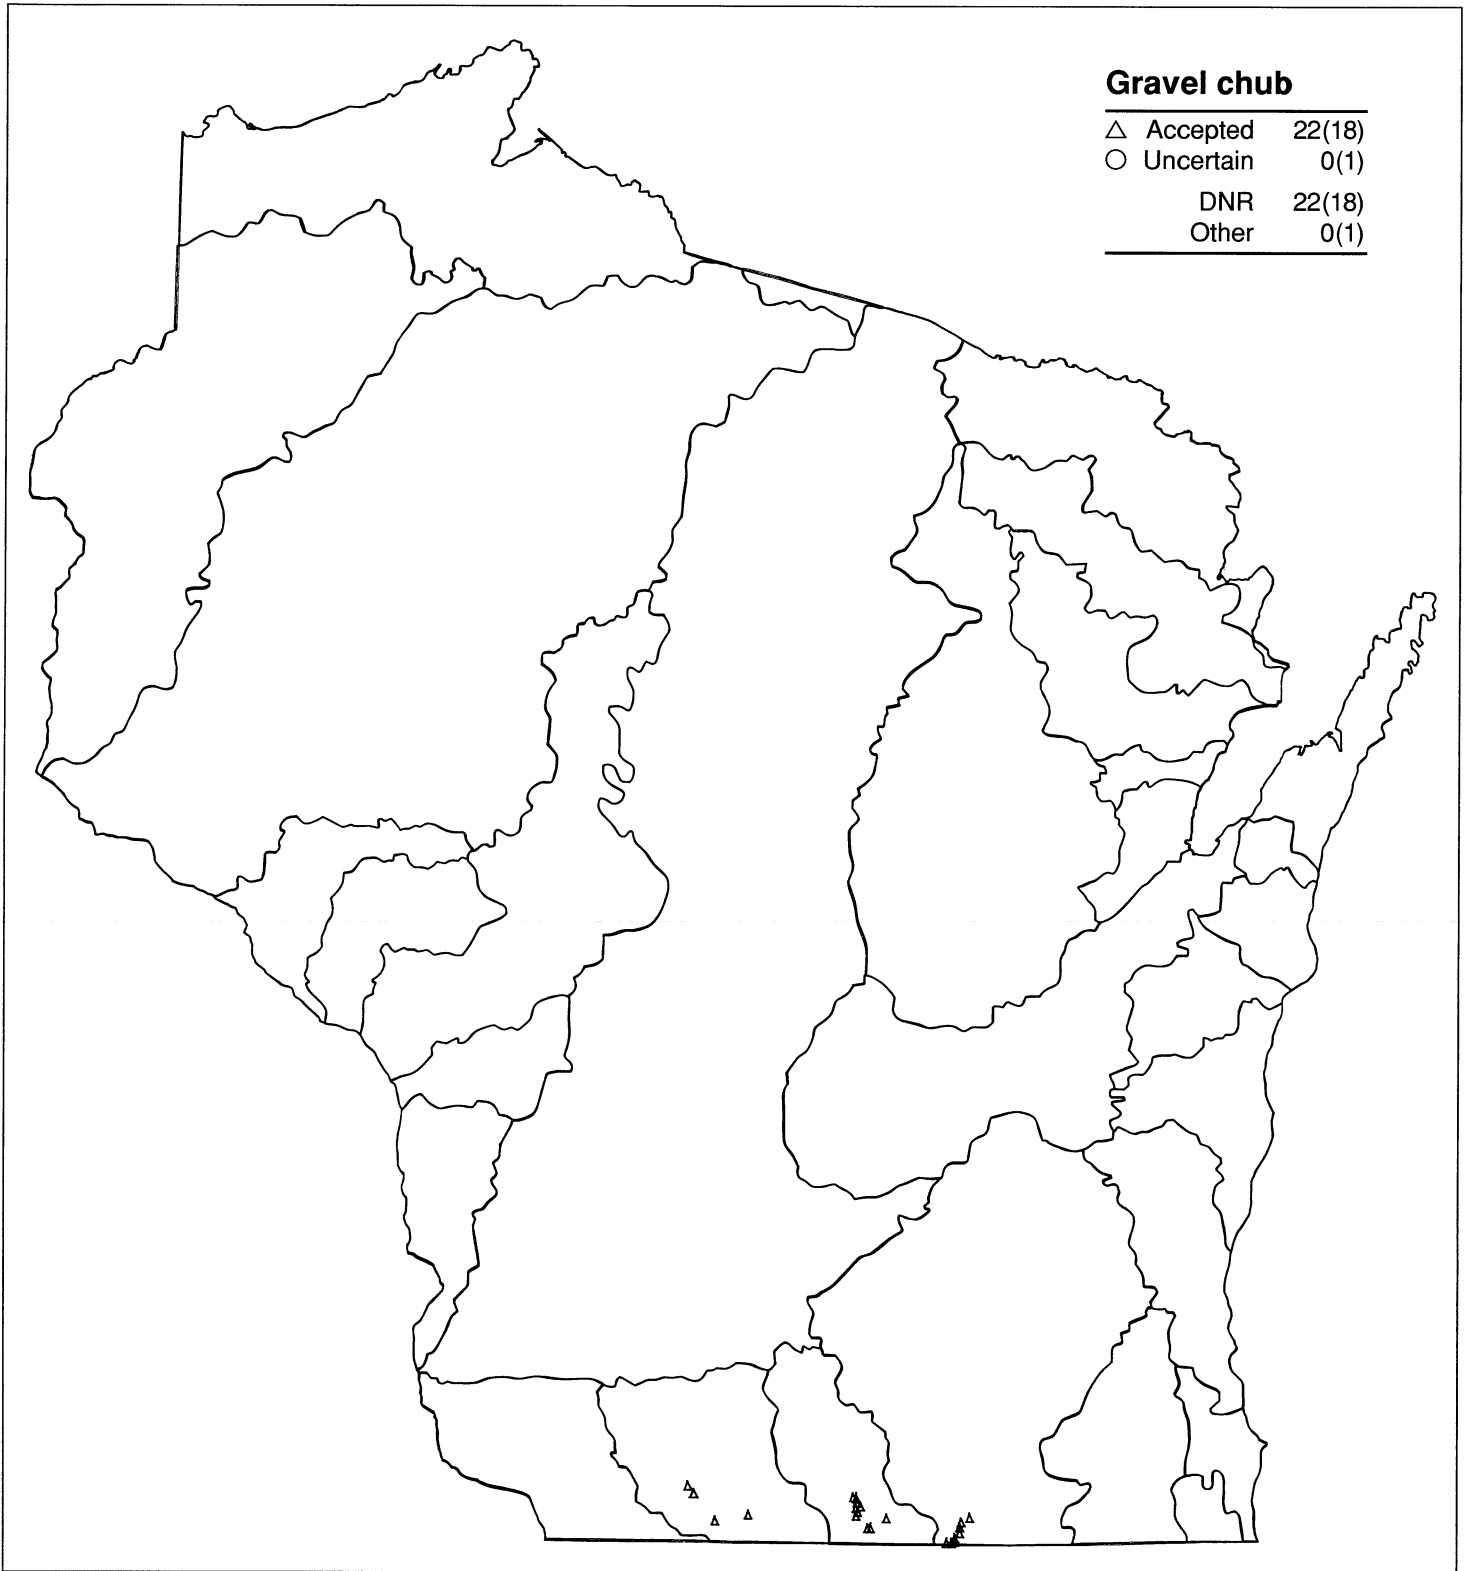 Gravel chub
△ Accepted 22(18)
○ Uncertain 0(1)
DNR 22(18)
Other 0(1)